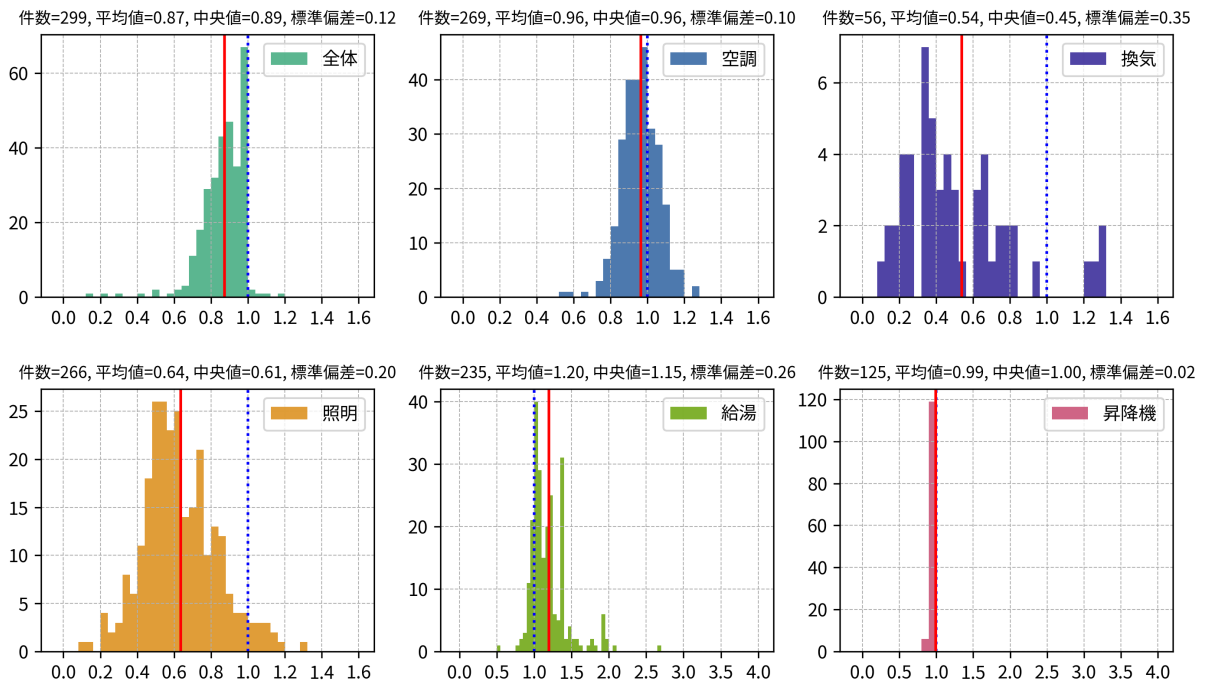 件数=299, 平均値=0.87, 中央値=0.89, 標準偏差=0.12
全体
60
40
20
0
0.0 0.2 0.4 0.6 0.8 1.0 1.2 1.4 1.6
件数=269, 平均値=0.96, 中央値=0.96, 標準偏差=0.10
空調
40
30
20
10
0
0.0 0.2 0.4 0.6 0.8 1.0 1.2 1.4 1.6
件数=56, 平均値=0.54, 中央値=0.45, 標準偏差=0.35
換気
6
4
2
0
0.0 0.2 0.4 0.6 0.8 1.0 1.2 1.4 1.6
件数=266, 平均値=0.64, 中央値=0.61, 標準偏差=0.20
照明
25
20
15
10
5
0
0.0 0.2 0.4 0.6 0.8 1.0 1.2 1.4 1.6
件数=235, 平均値=1.20, 中央値=1.15, 標準偏差=0.26
給湯
40
30
20
10
0
0.0 0.5 1.0 1.5 2.0 2.5 3.0 3.5 4.0
件数=125, 平均値=0.99, 中央値=1.00, 標準偏差=0.02
昇降機
120
100
80
60
40
20
0
0.0 0.5 1.0 1.5 2.0 2.5 3.0 3.5 4.0